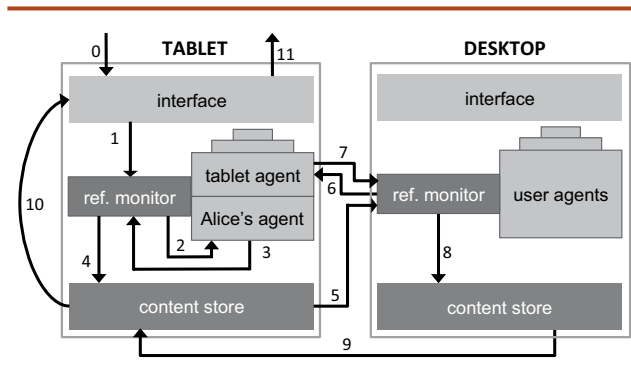 TABLET DESKTOP
0 11
interface interface
1
7
tablet agent
6
10 ref. monitor ref. monitor user agents
Alice's agent
2 3
4 8
5
content store content store
9